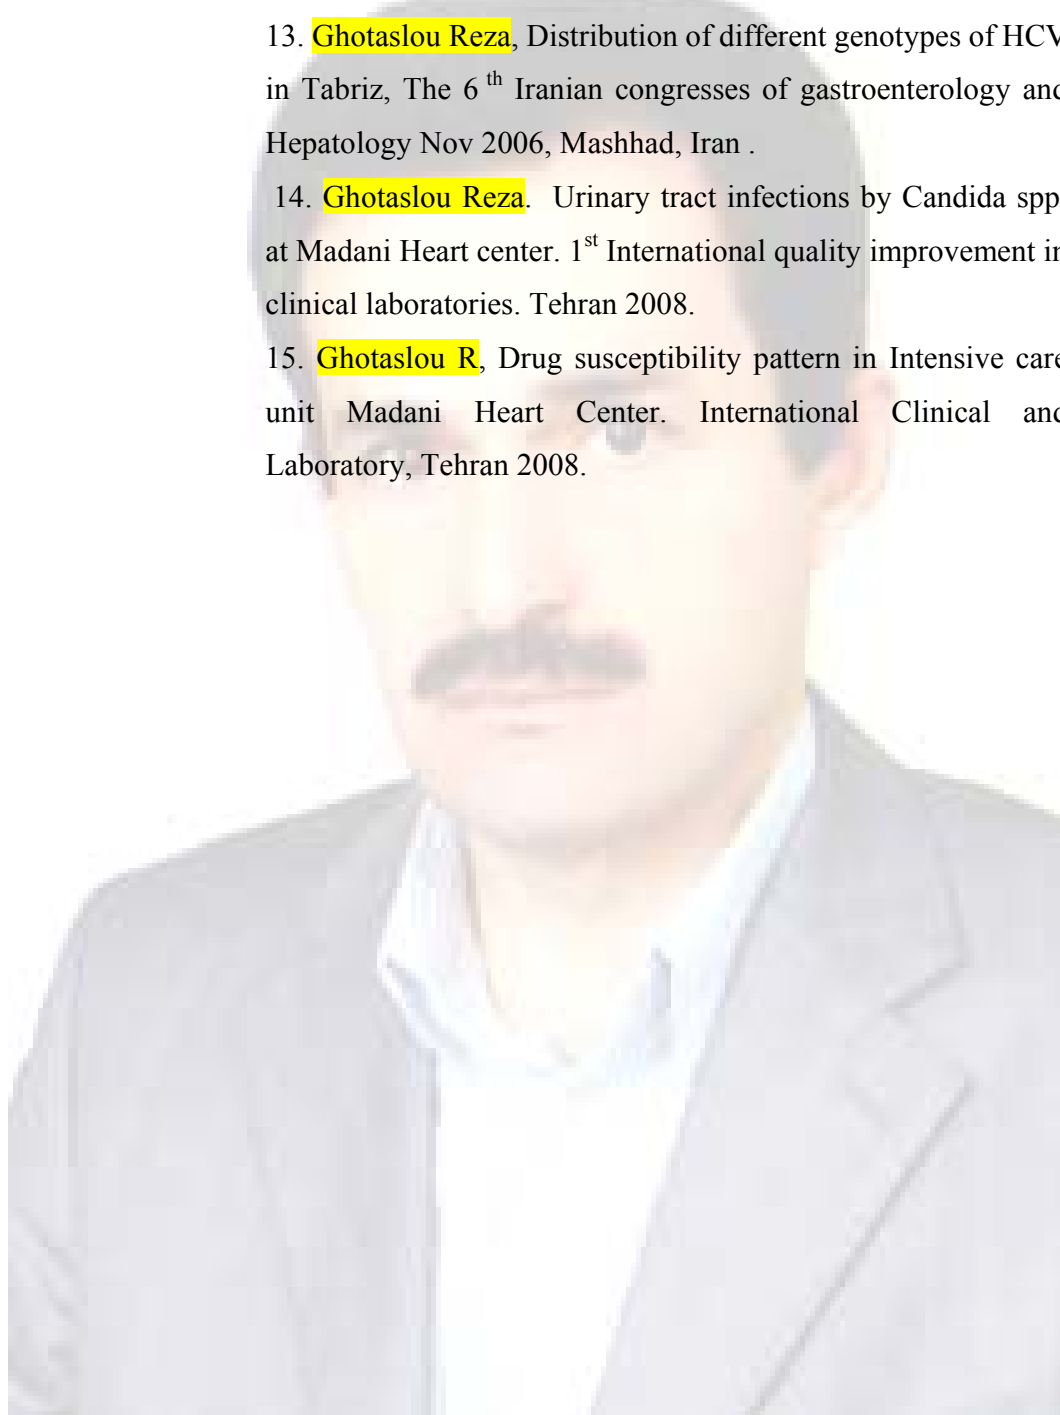 13. Ghotaslou Reza, Distribution of different genotypes of HCV
in Tabriz, The 6 th Iranian congresses of gastroenterology and
Hepatology Nov 2006, Mashhad, Iran .
14. Ghotaslou Reza. Urinary tract infections by Candida spp
at Madani Heart center. 1st International quality improvement in
clinical laboratories. Tehran 2008.
15. Ghotaslou R, Drug susceptibility pattern in Intensive care
unit Madani Heart Center. International Clinical and
Laboratory, Tehran 2008.